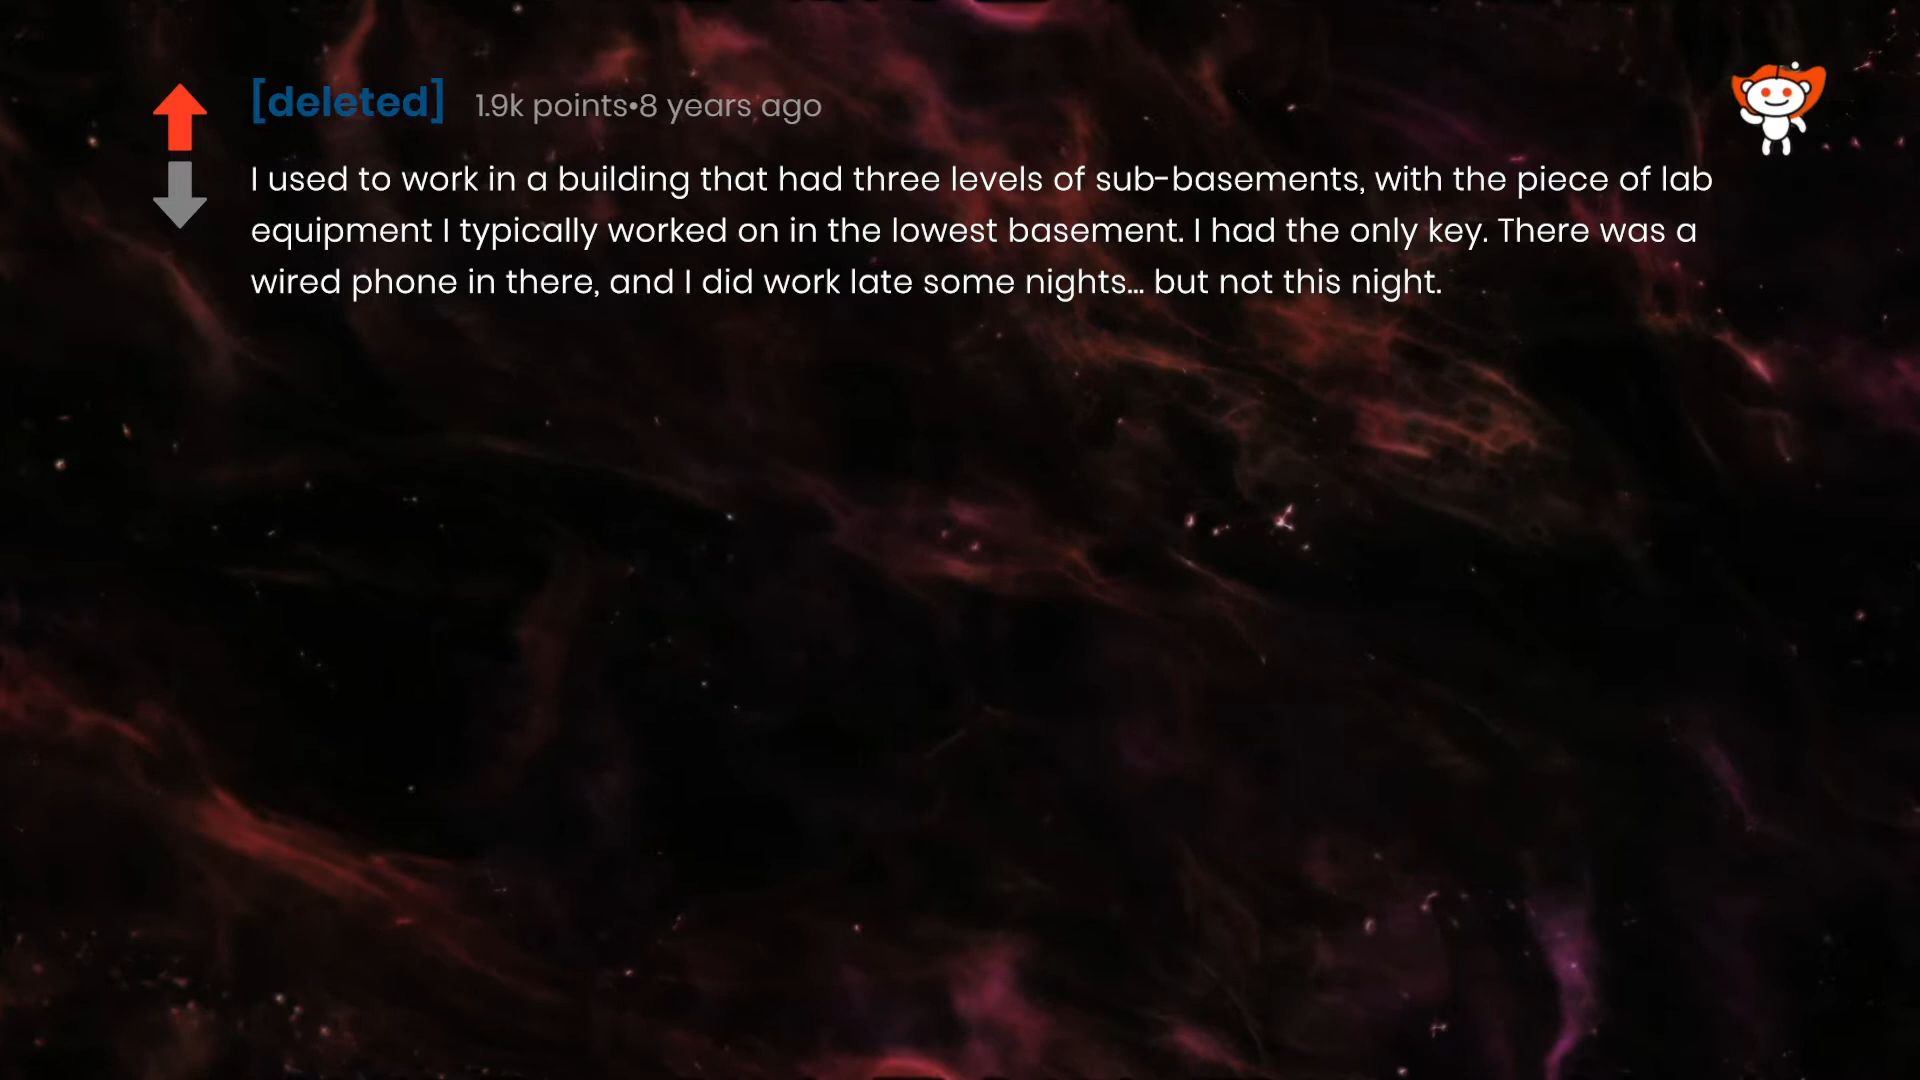 [deleted] 1.9k points•8 years ago
I used to work in a building that had three levels of sub-basements, with the piece of lab
equipment I typically worked on in the lowest basement. I had the only key. There was a
wired phone in there, and I did work late some nights... but not this night.